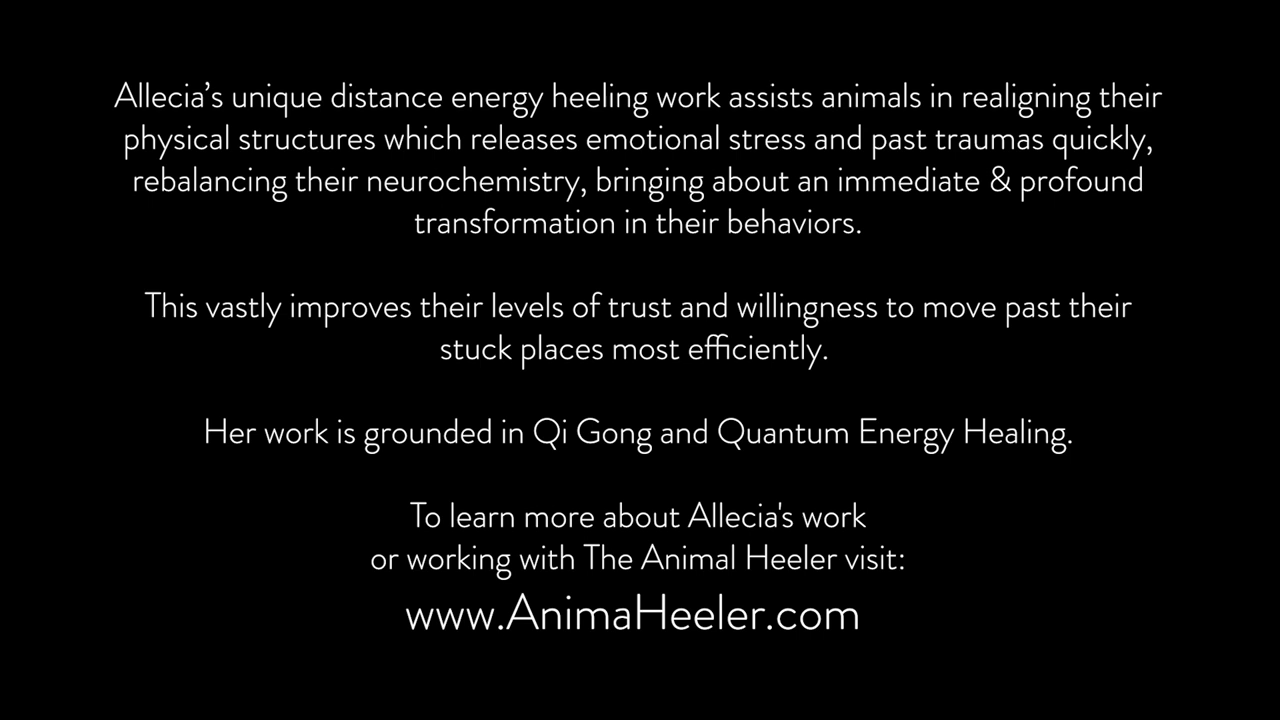 Allecia’s unique distance energy heeling work assists animals in realigning their
physical structures which releases emotional stress and past traumas quickly,
rebalancing their neurochemistry, bringing about an immediate & profound
transformation in their behaviors.
This vastly improves their levels of trust and willingness to move past their
stuck places most efficiently.
Her work is grounded in Qi Gong and Quantum Energy Healing.
To learn more about Allecia's work
or working with The Animal Heeler visit:
www.AnimaHeeler.com